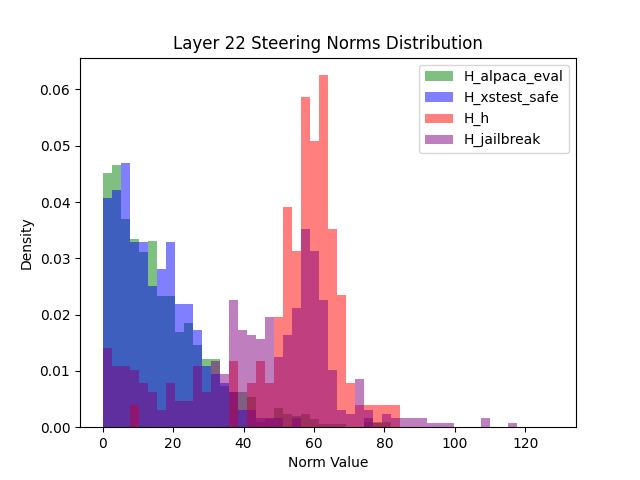 Layer 22 Steering Norms Distribution
H_alpaca_eval
H_xstest_safe
H_h
H_jailbreak
0.06
0.05
0.04
0.03
0.02
0.01
0.00
Density
0 20 40 60 80 100 120
Norm Value